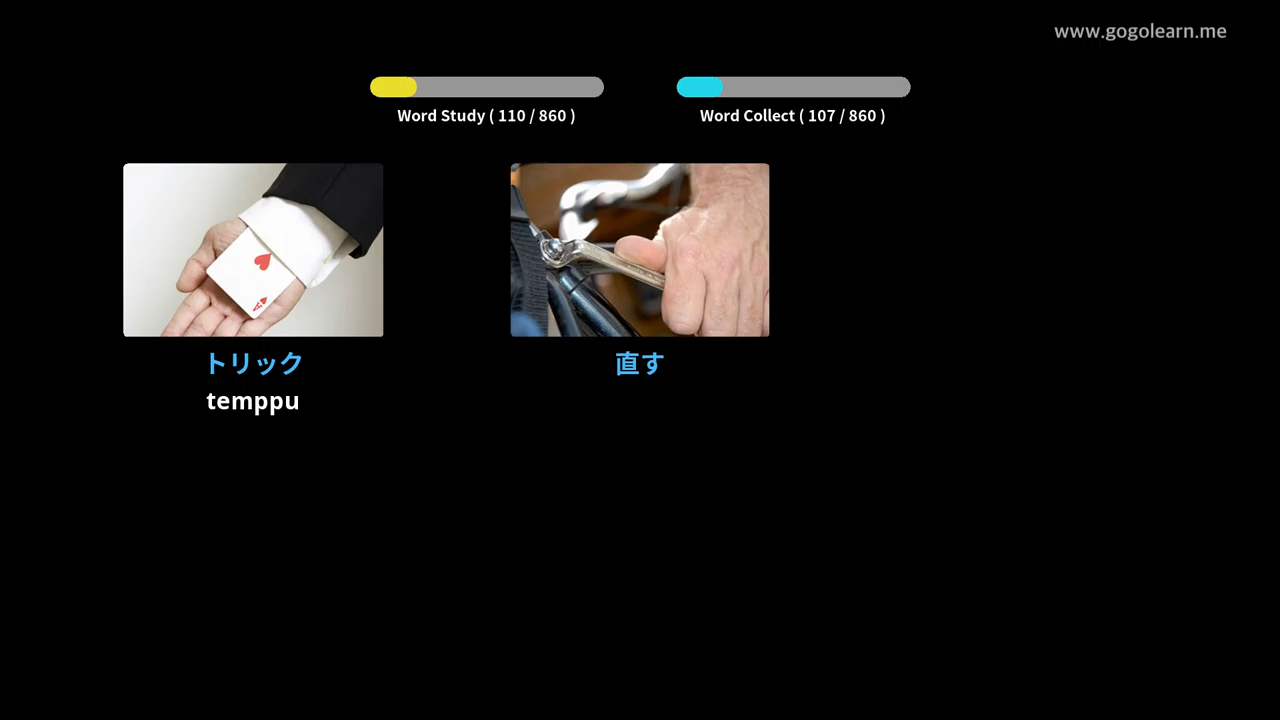 www.gogolearn.me
Word Study ( 110 / 860 )
Word Collect ( 107 / 860 )
トリック
temppu
直す